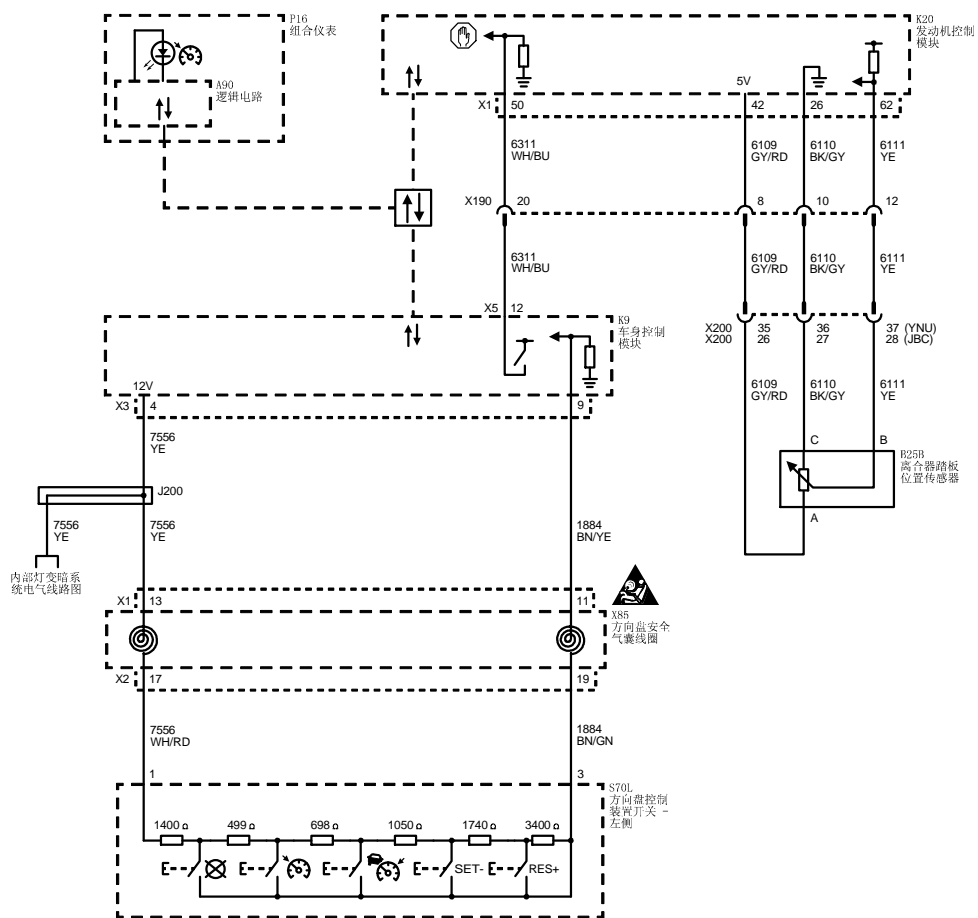 P16
组合仪表
A90
逻辑电路
K20
发动机控制
模块
5V
X1 50 42 26 62
6311
WH/BU
6109
GY/RD
6110
BK/GY
6111
YE
X190 20 8 10 12
6311
WH/BU
6109
GY/RD
6110
BK/GY
6111
YE
X5 12
K9
车身控制
模块
X200 35 36 37 (YNU)
X200 26 27 28 (JBC)
12V
X3 4 9
6109
GY/RD
6110
BK/GY
6111
YE
7556
YE
C B
B25B
离合器踏板
位置传感器
A
J200
7556
YE
7556
YE
1884
BN/YE
内部灯变暗系
统电气线路图
X1 13 11
X85
方向盘安全
气囊线圈
X2 17 19
7556
WH/RD
1884
BN/GN
1 3
S70L
方向盘控制
装置开关 -
左侧
1400 Ω 499 Ω 698 Ω 1050 Ω 1740 Ω 3400 Ω
SET- RES+